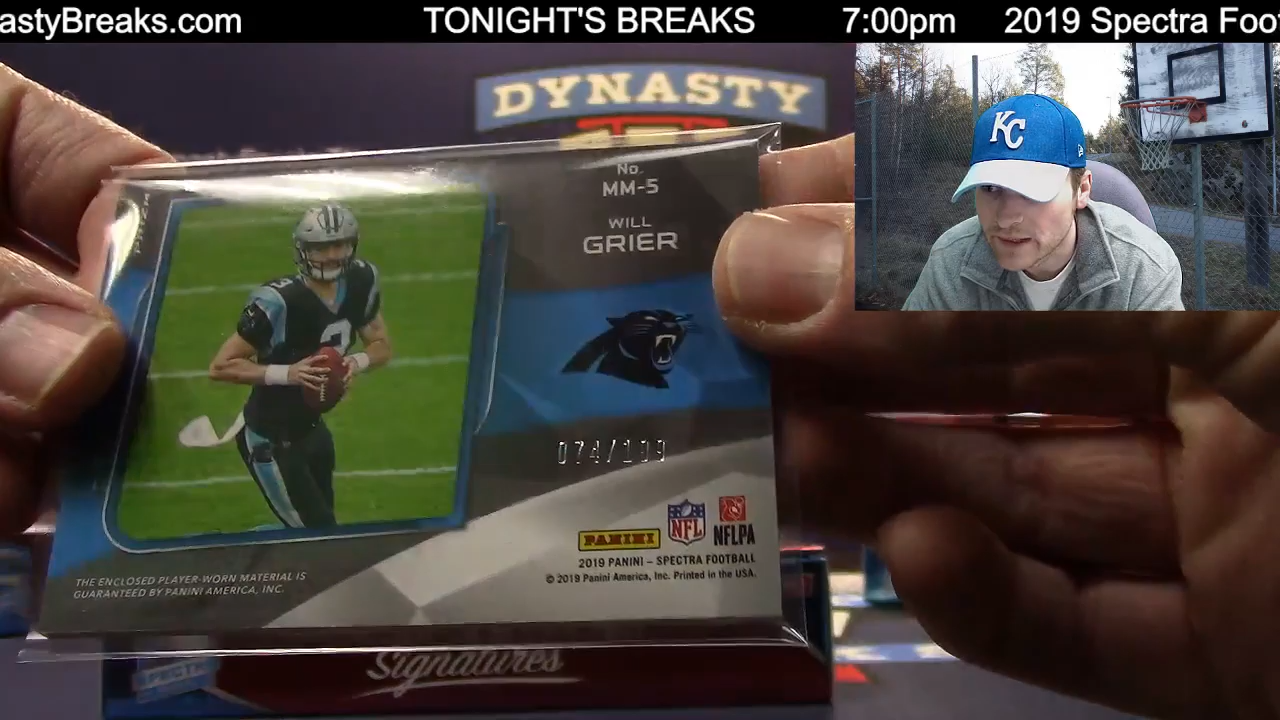 astyBreaks.com TONIGHT'S BREAKS 7:00pm 2019 Spectra Foot
DYNASTY
KC
No.
MM-5
WILL
GRIER
3
074/199
PANINI NFL NFLPA
2019 PANINI – SPECTRA FOOTBALL
© 2019 Panini America, Inc. Printed in the USA.
THE ENCLOSED PLAYER-WORN MATERIAL IS
GUARANTEED BY PANINI AMERICA, INC.
Signatures
SPECTRA